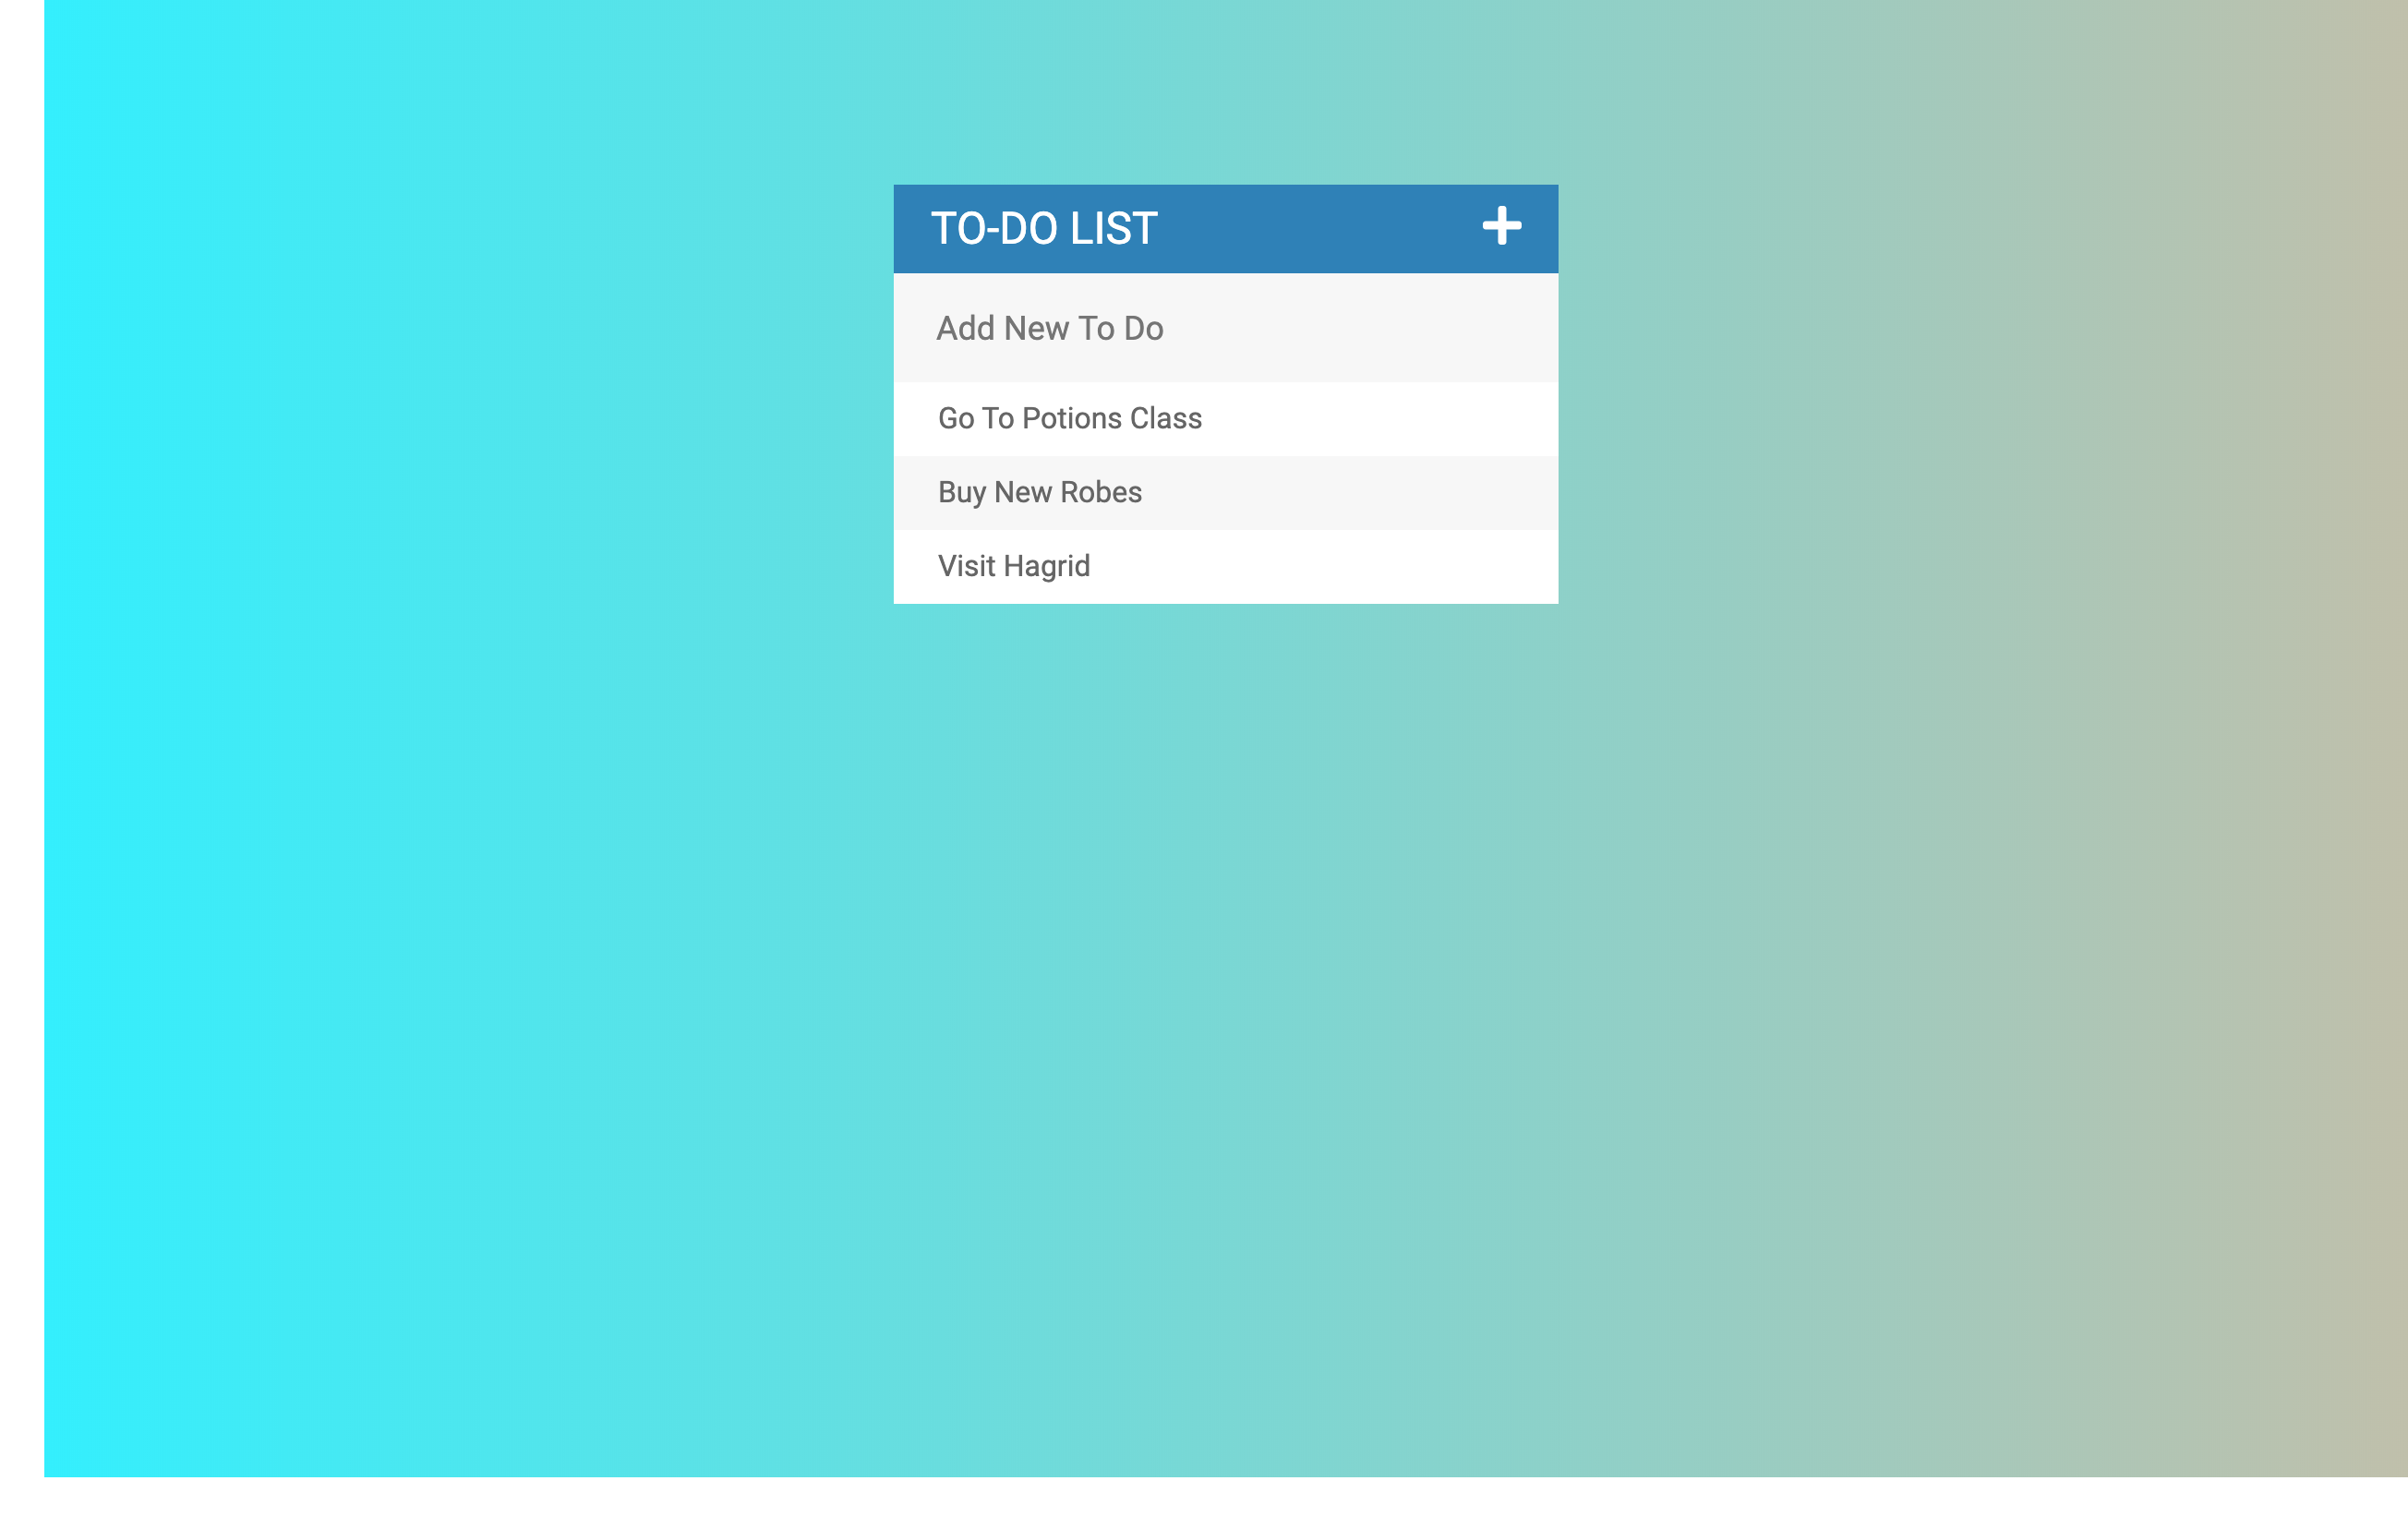 TO-DO LIST
Add New To Do
Go To Potions Class
Buy New Robes
Visit Hagrid